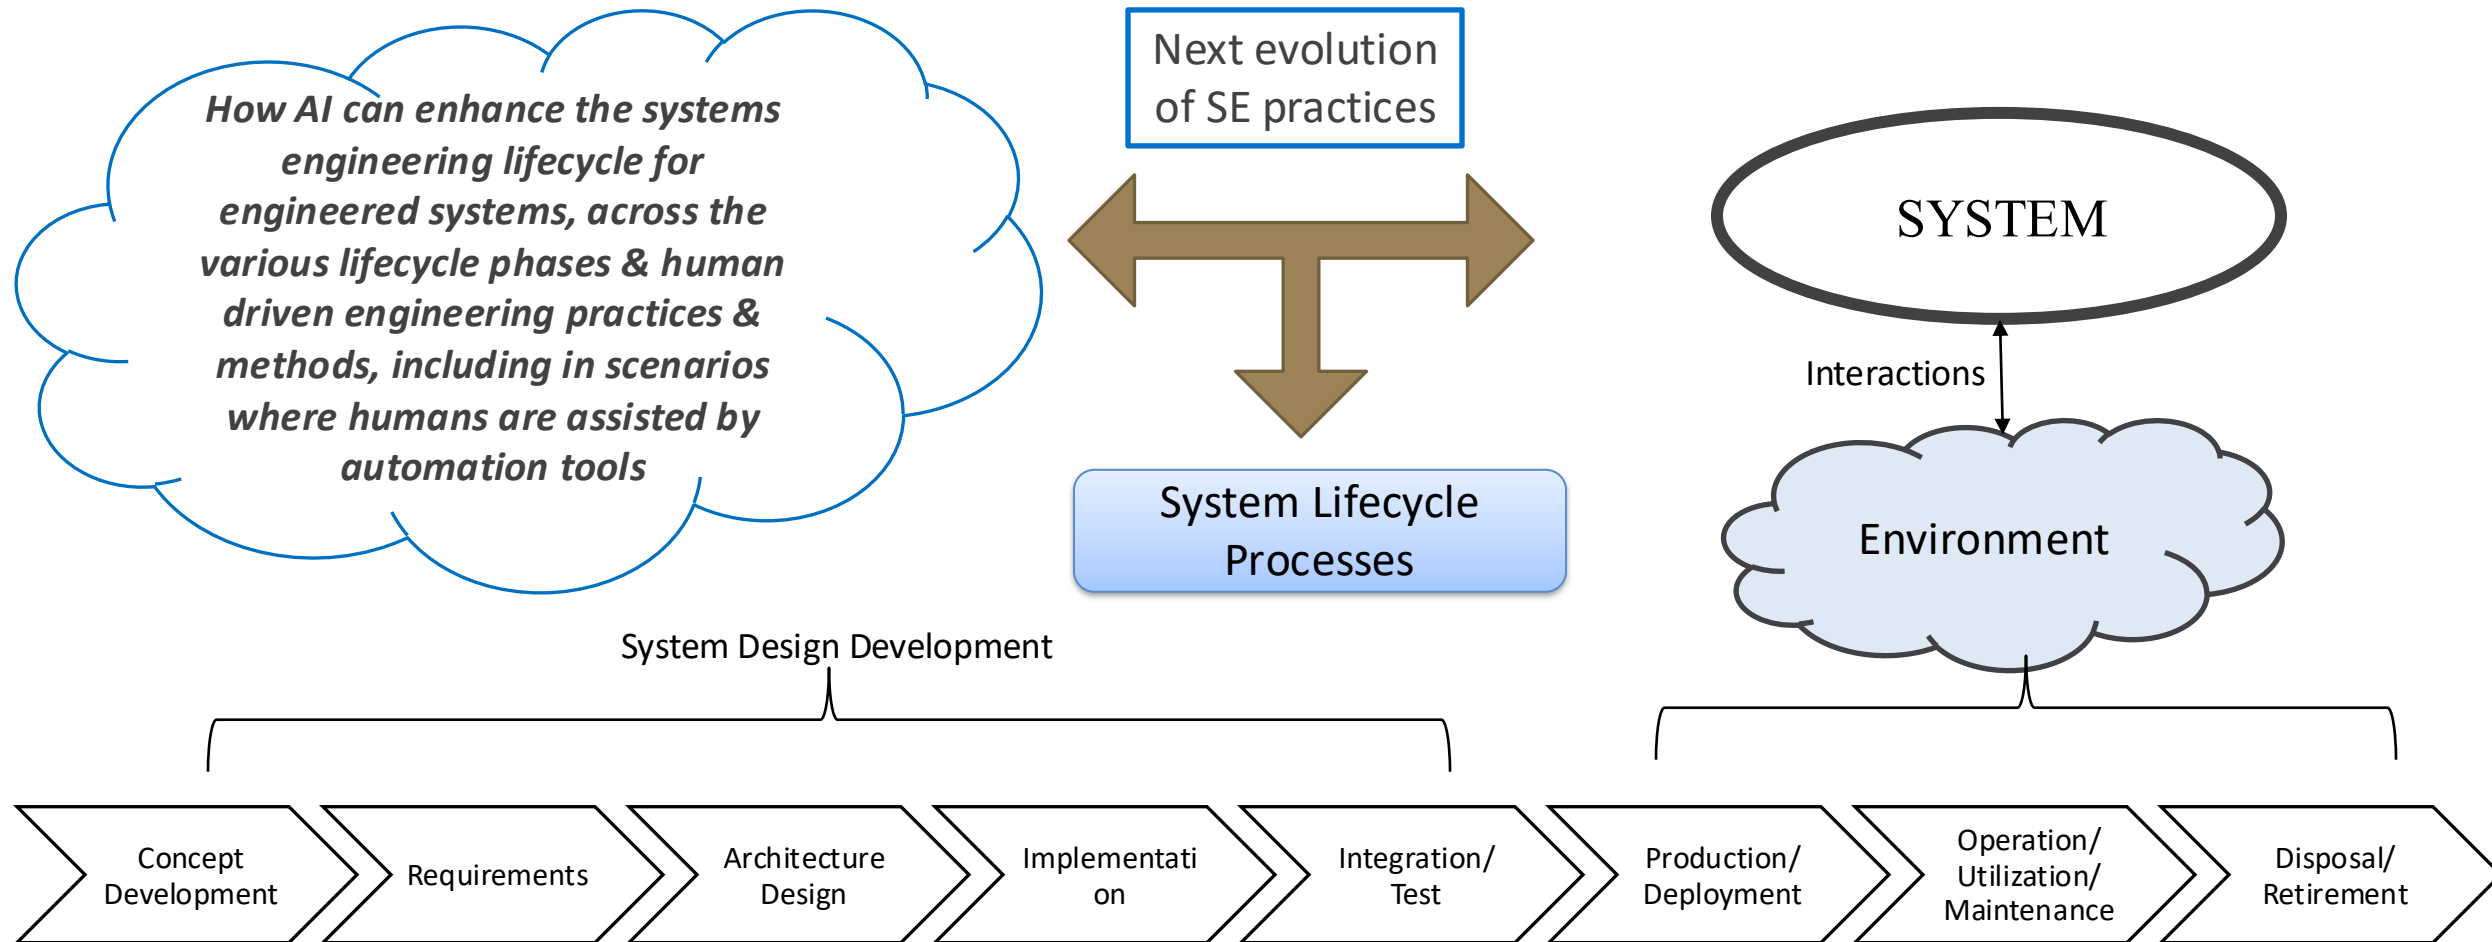 How AI can enhance the systems
engineering lifecycle for
engineered systems, across the
various lifecycle phases & human
driven engineering practices &
methods, including in scenarios
where humans are assisted by
automation tools
Next evolution
of SE practices
SYSTEM
Interactions
Environment
System Lifecycle
Processes
System Design Development
Concept
Development
Requirements
Architecture
Design
Implementati
on
Integration/
Test
Production/
Deployment
Operation/
Utilization/
Maintenance
Disposal/
Retirement